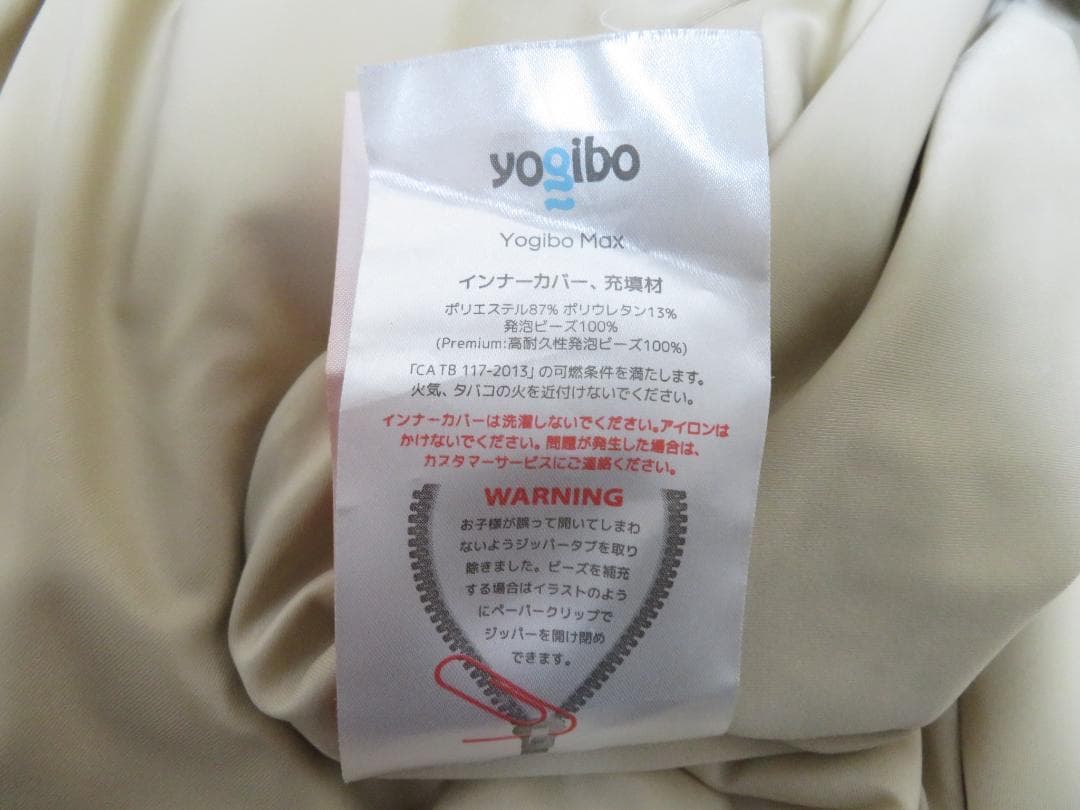 yogibo
Yogibo Max
インナーカバー、充填材
ポリエステル87% ポリウレタン13%
発泡ビーズ100%
(Premium:高耐久性発泡ビーズ100%)
「CA TB 117-2013」の可燃条件を満たします。
火気、タバコの火を近付けないでください。
インナーカバーは洗濯しないでください。アイロンは
かけないでください。問題が発生した場合は、
カスタマーサービスにご連絡ください。
WARNING
お子様が誤って開いてしまわ
ないようジッパータブを取り
除きました。ビーズを補充
する場合はイラストのよう
にペーパークリップで
ジッパーを開け閉め
できます。